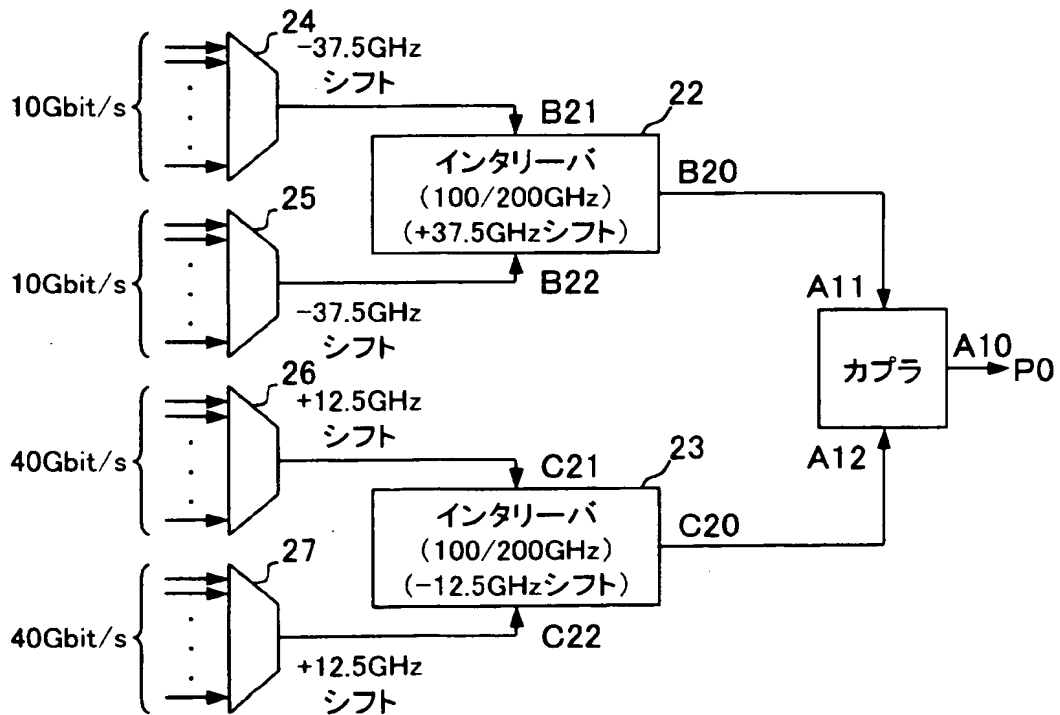 24
-37.5GHz
シフト
10Gbit/s
B21
22
インタリーバ
(100/200GHz)
(+37.5GHzシフト)
B20
25
10Gbit/s
B22
-37.5GHz
シフト
A11
カプラ
A10
P0
26
+12.5GHz
シフト
40Gbit/s
A12
C21
23
インタリーバ
(100/200GHz)
(-12.5GHzシフト)
C20
27
40Gbit/s
C22
+12.5GHz
シフト